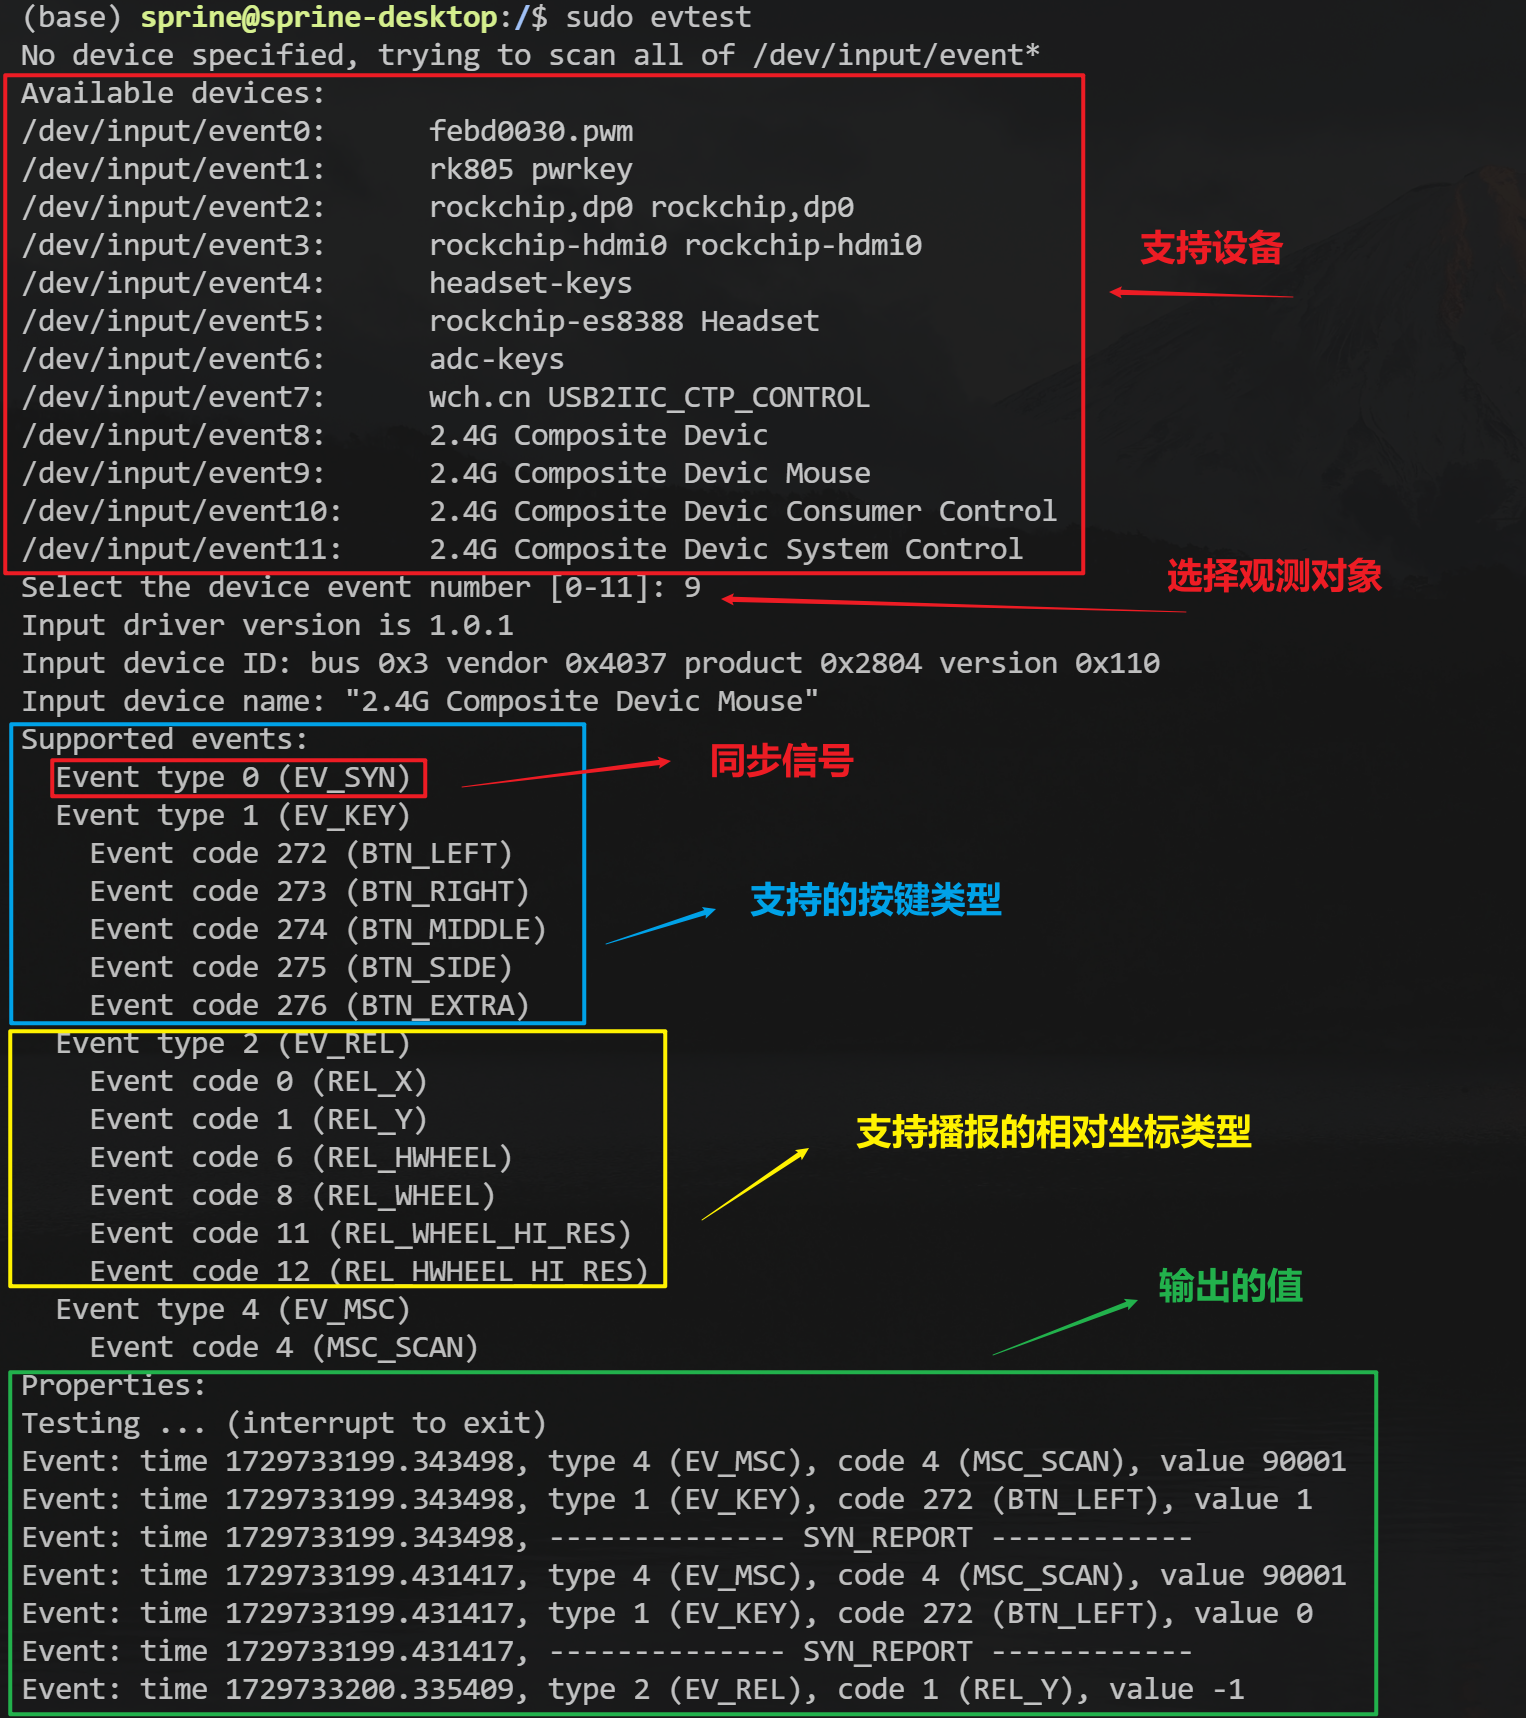 (base) sprine@sprine-desktop:/$ sudo evtest
No device specified, trying to scan all of /dev/input/event*
Available devices:
/dev/input/event0:      febd0030.pwm
/dev/input/event1:      rk805 pwrkey
/dev/input/event2:      rockchip,dp0 rockchip,dp0
支持设备
/dev/input/event3:      rockchip-hdmi0 rockchip-hdmi0
/dev/input/event4:      headset-keys
/dev/input/event5:      rockchip-es8388 Headset
/dev/input/event6:      adc-keys
/dev/input/event7:      wch.cn USB2IIC_CTP_CONTROL
/dev/input/event8:      2.4G Composite Devic
/dev/input/event9:      2.4G Composite Devic Mouse
/dev/input/event10:     2.4G Composite Devic Consumer Control
/dev/input/event11:     2.4G Composite Devic System Control
选择观测对象
Select the device event number [0-11]: 9
Input driver version is 1.0.1
Input device ID: bus 0x3 vendor 0x4037 product 0x2804 version 0x110
Input device name: "2.4G Composite Devic Mouse"
Supported events:
同步信号
  Event type 0 (EV_SYN)
  Event type 1 (EV_KEY)
    Event code 272 (BTN_LEFT)
    Event code 273 (BTN_RIGHT)
支持的按键类型
    Event code 274 (BTN_MIDDLE)
    Event code 275 (BTN_SIDE)
    Event code 276 (BTN_EXTRA)
  Event type 2 (EV_REL)
    Event code 0 (REL_X)
    Event code 1 (REL_Y)
支持播报的相对坐标类型
    Event code 6 (REL_HWHEEL)
    Event code 8 (REL_WHEEL)
    Event code 11 (REL_WHEEL_HI_RES)
    Event code 12 (REL_HWHEEL_HI_RES)
输出的值
  Event type 4 (EV_MSC)
    Event code 4 (MSC_SCAN)
Properties:
Testing ... (interrupt to exit)
Event: time 1729733199.343498, type 4 (EV_MSC), code 4 (MSC_SCAN), value 90001
Event: time 1729733199.343498, type 1 (EV_KEY), code 272 (BTN_LEFT), value 1
Event: time 1729733199.343498, -------------- SYN_REPORT ------------
Event: time 1729733199.431417, type 4 (EV_MSC), code 4 (MSC_SCAN), value 90001
Event: time 1729733199.431417, type 1 (EV_KEY), code 272 (BTN_LEFT), value 0
Event: time 1729733199.431417, -------------- SYN_REPORT ------------
Event: time 1729733200.335409, type 2 (EV_REL), code 1 (REL_Y), value -1